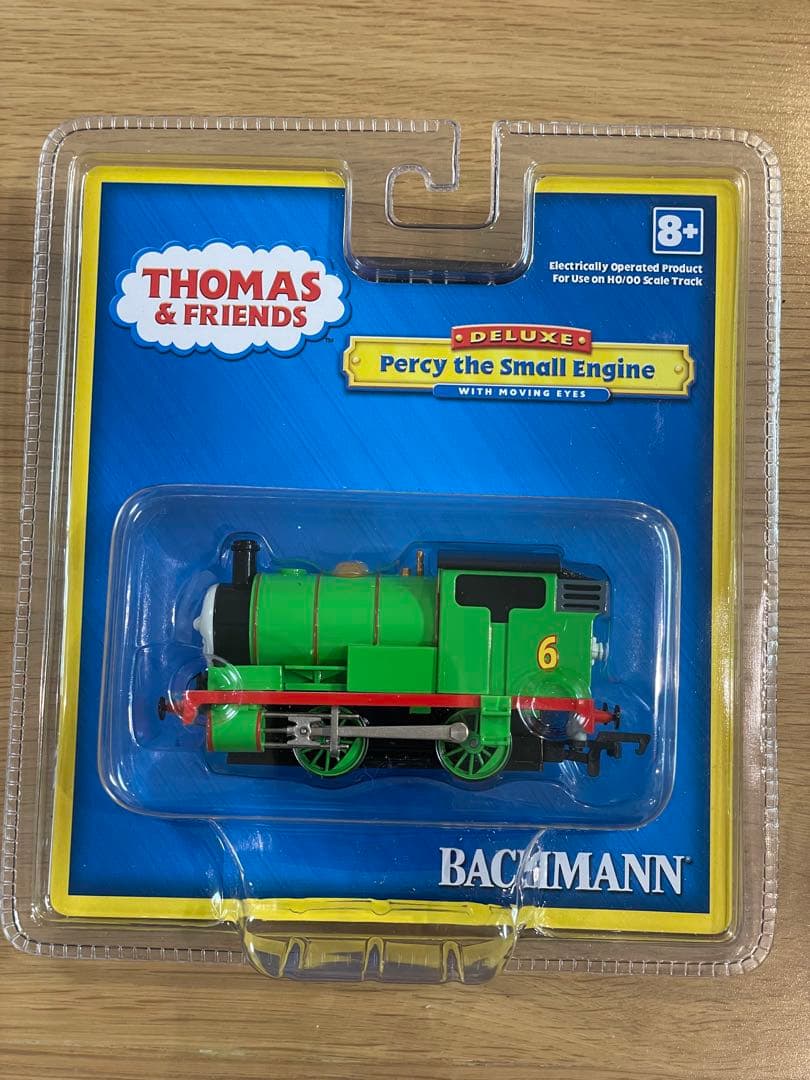 THOMAS
& FRIENDS™
8+
Electrically Operated Product
For Use on HO/OO Scale Track
• DELUXE •
Percy the Small Engine
WITH MOVING EYES
6
BACHMANN